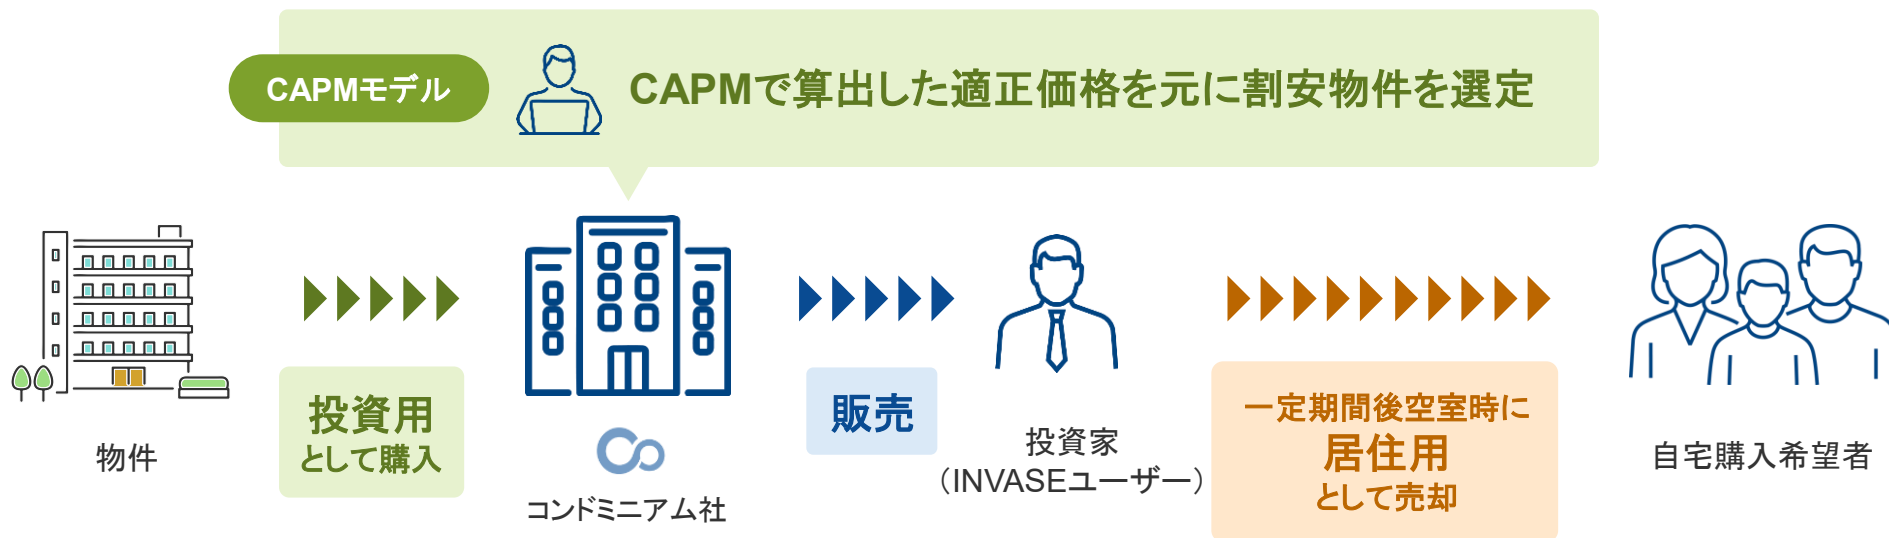 CAPMモデル
CAPMで算出した適正価格を元に割安物件を選定
物件
投資用
として購入
コンドミニアム社
販売
投資家
（INVASEユーザー）
一定期間後空室時に
居住用
として売却
自宅購入希望者